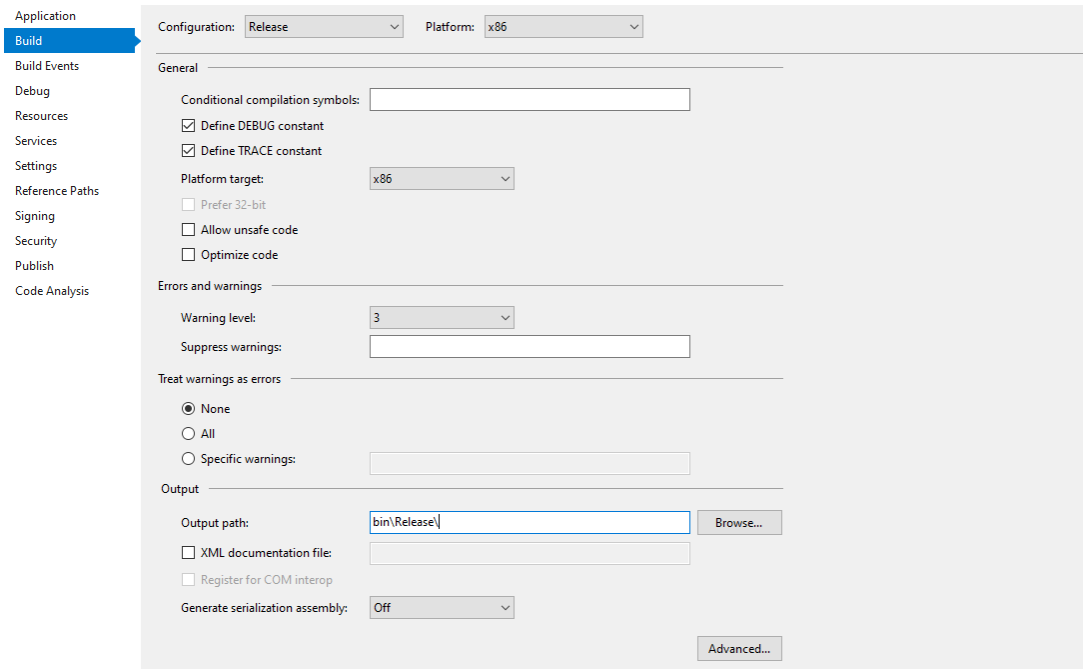 Application
Build
Build Events
Debug
Resources
Services
Settings
Reference Paths
Signing
Security
Publish
Code Analysis
Configuration: Release Platform: x86
General
Conditional compilation symbols:
Define DEBUG constant
Define TRACE constant
Platform target: x86
Prefer 32-bit
Allow unsafe code
Optimize code
Errors and warnings
Warning level: 3
Suppress warnings:
Treat warnings as errors
None
All
Specific warnings:
Output
Output path: bin\Release\ Browse...
XML documentation file:
Register for COM interop
Generate serialization assembly: Off
Advanced...